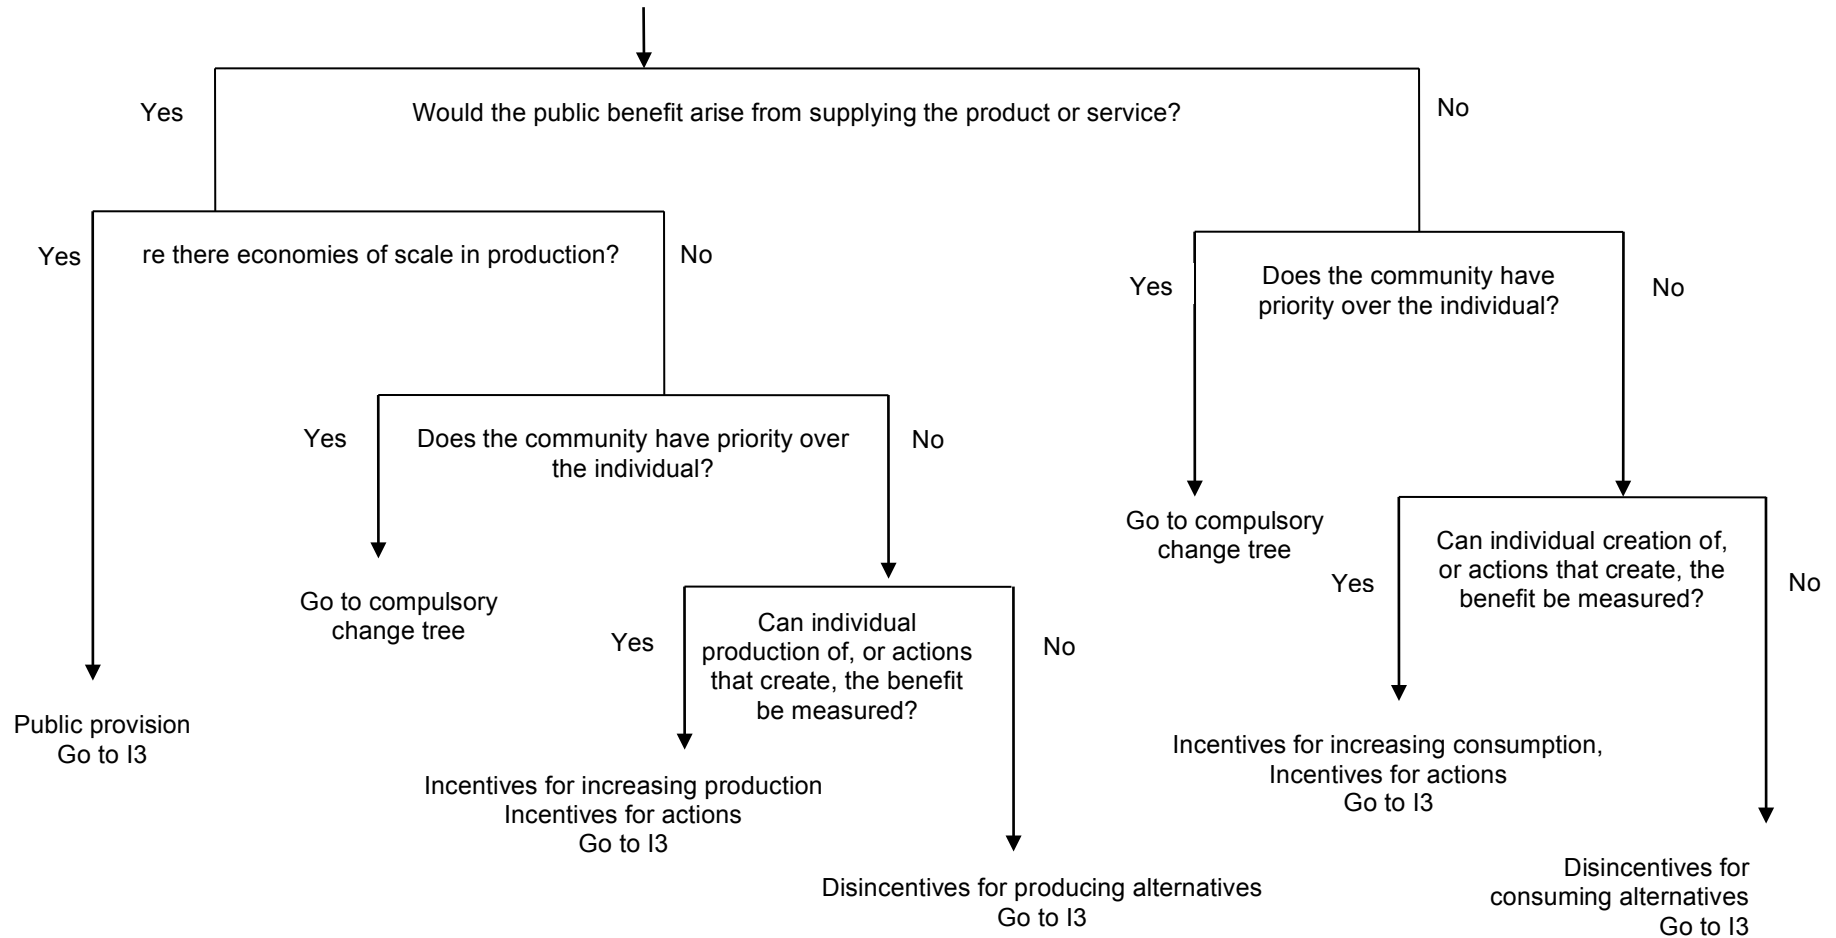 Would the public benefit arise from supplying the product or service?
Yes
No
Yes
re there economies of scale in production?
No
Yes
Does the community have
priority over the individual?
No
Yes
Does the community have priority over
the individual?
No
Go to compulsory
change tree
Yes
Can individual creation of,
or actions that create, the
benefit be measured?
No
Go to compulsory
change tree
Yes
Can individual
production of, or actions
that create, the benefit
be measured?
No
Public provision
Go to I3
Incentives for increasing production
Incentives for actions
Go to I3
Incentives for increasing consumption,
Incentives for actions
Go to I3
Disincentives for producing alternatives
Go to I3
Disincentives for
consuming alternatives
Go to I3